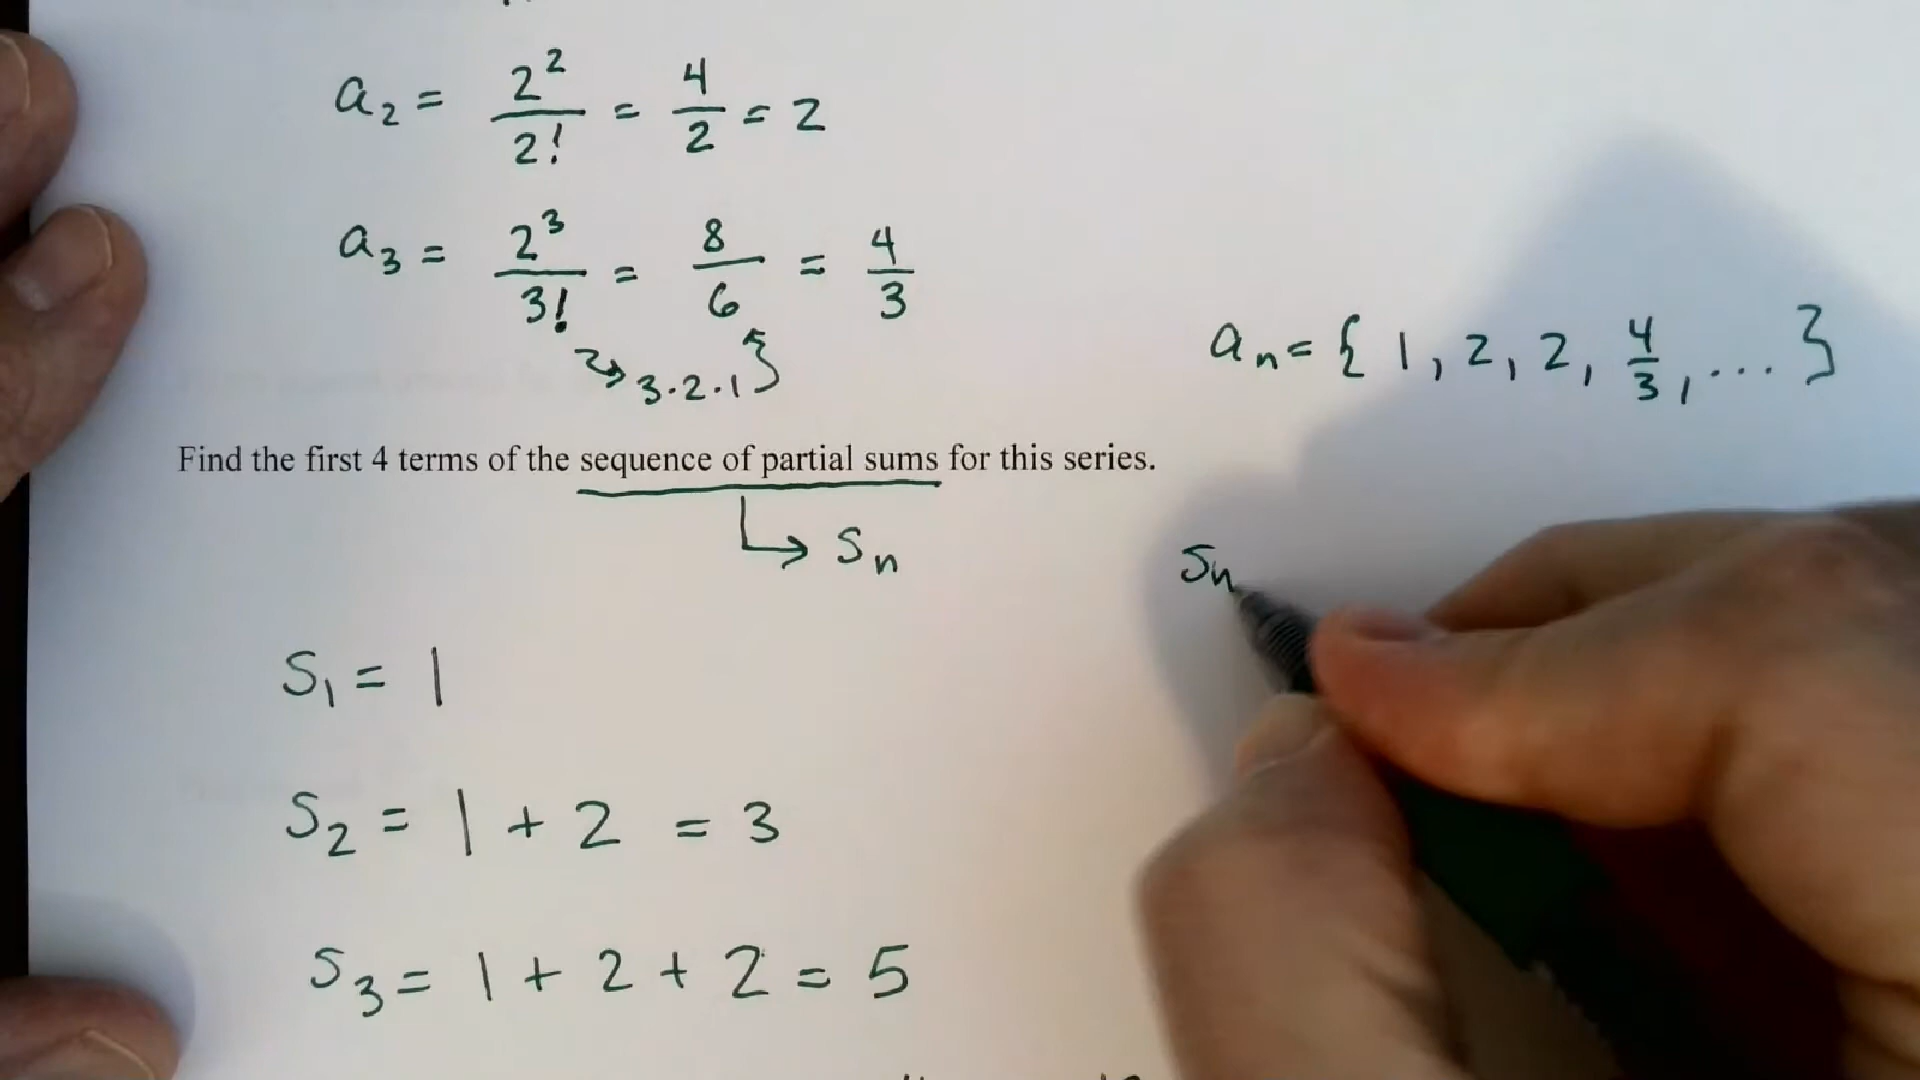 a₂ = 2²/2! = 4/2 = 2
a₃ = 2³/3! = 8/6 = 4/3
3·2·1}
aₙ = {1, 2, 2, 4/3, ...}
Find the first 4 terms of the sequence of partial sums for this series.
Sₙ
Sₙ
S₁ = 1
S₂ = 1 + 2 = 3
S₃ = 1 + 2 + 2 = 5